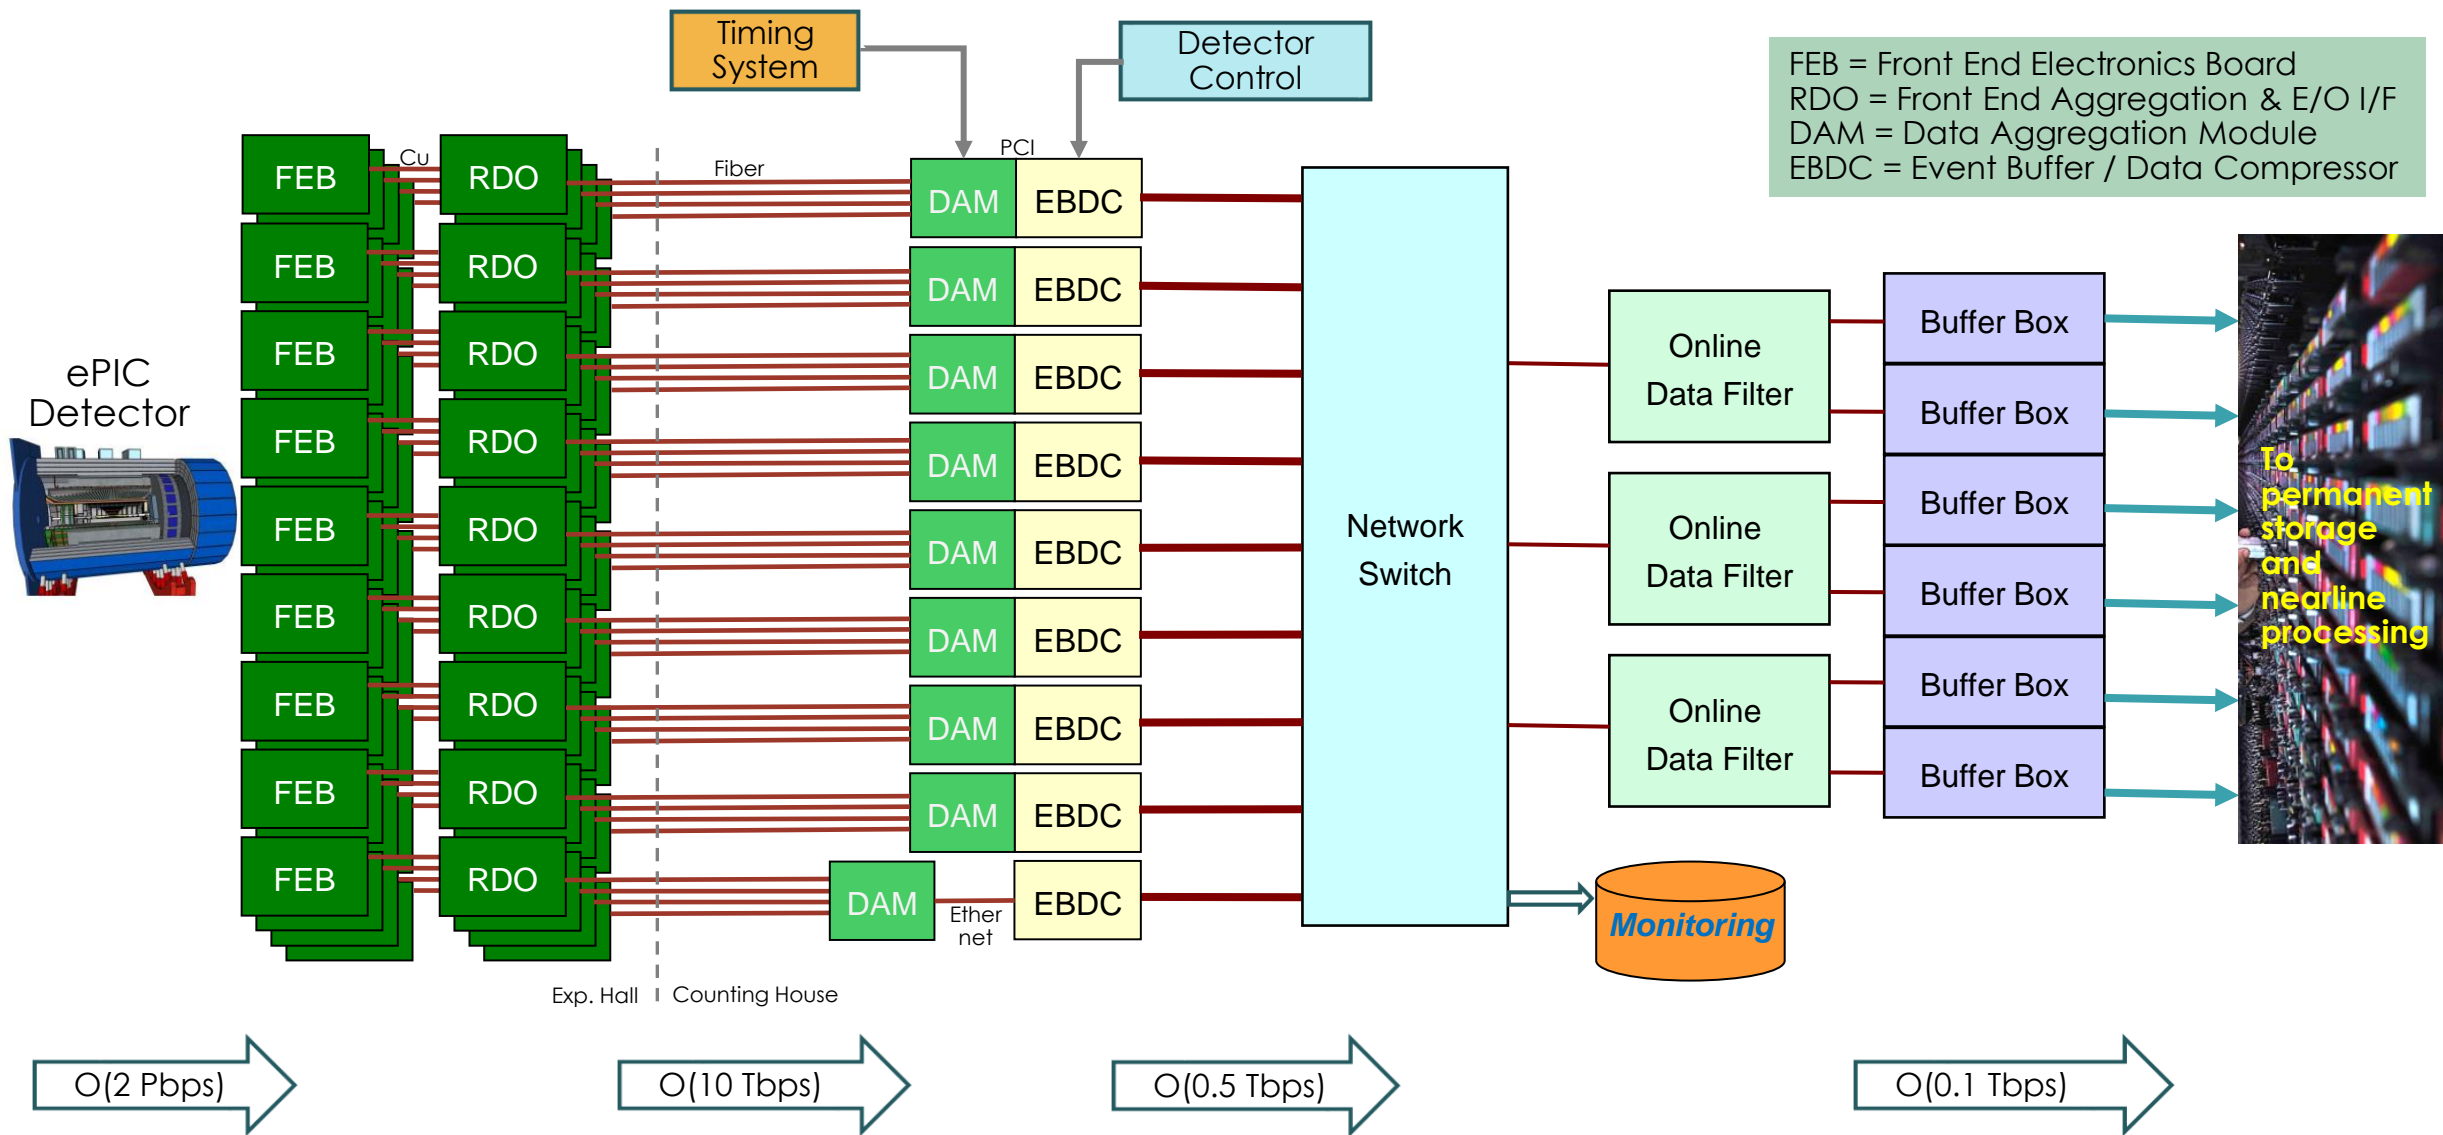 Timing
System
Detector
Control
FEB = Front End Electronics Board
RDO = Front End Aggregation & E/O I/F
DAM = Data Aggregation Module
EBDC = Event Buffer / Data Compressor
ePIC
Detector
Cu
Fiber
PCI
FEB
RDO
DAM
EBDC
FEB
RDO
DAM
EBDC
FEB
RDO
DAM
EBDC
FEB
RDO
DAM
EBDC
FEB
RDO
DAM
EBDC
FEB
RDO
DAM
EBDC
FEB
RDO
DAM
EBDC
FEB
RDO
DAM
EBDC
FEB
RDO
DAM
Ether
net
EBDC
Network
Switch
Online
Data Filter
Online
Data Filter
Online
Data Filter
Buffer Box
Buffer Box
Buffer Box
Buffer Box
Buffer Box
Buffer Box
To
permanent
storage
and
nearline
processing
Monitoring
Exp. Hall
Counting House
O(2 Pbps)
O(10 Tbps)
O(0.5 Tbps)
O(0.1 Tbps)